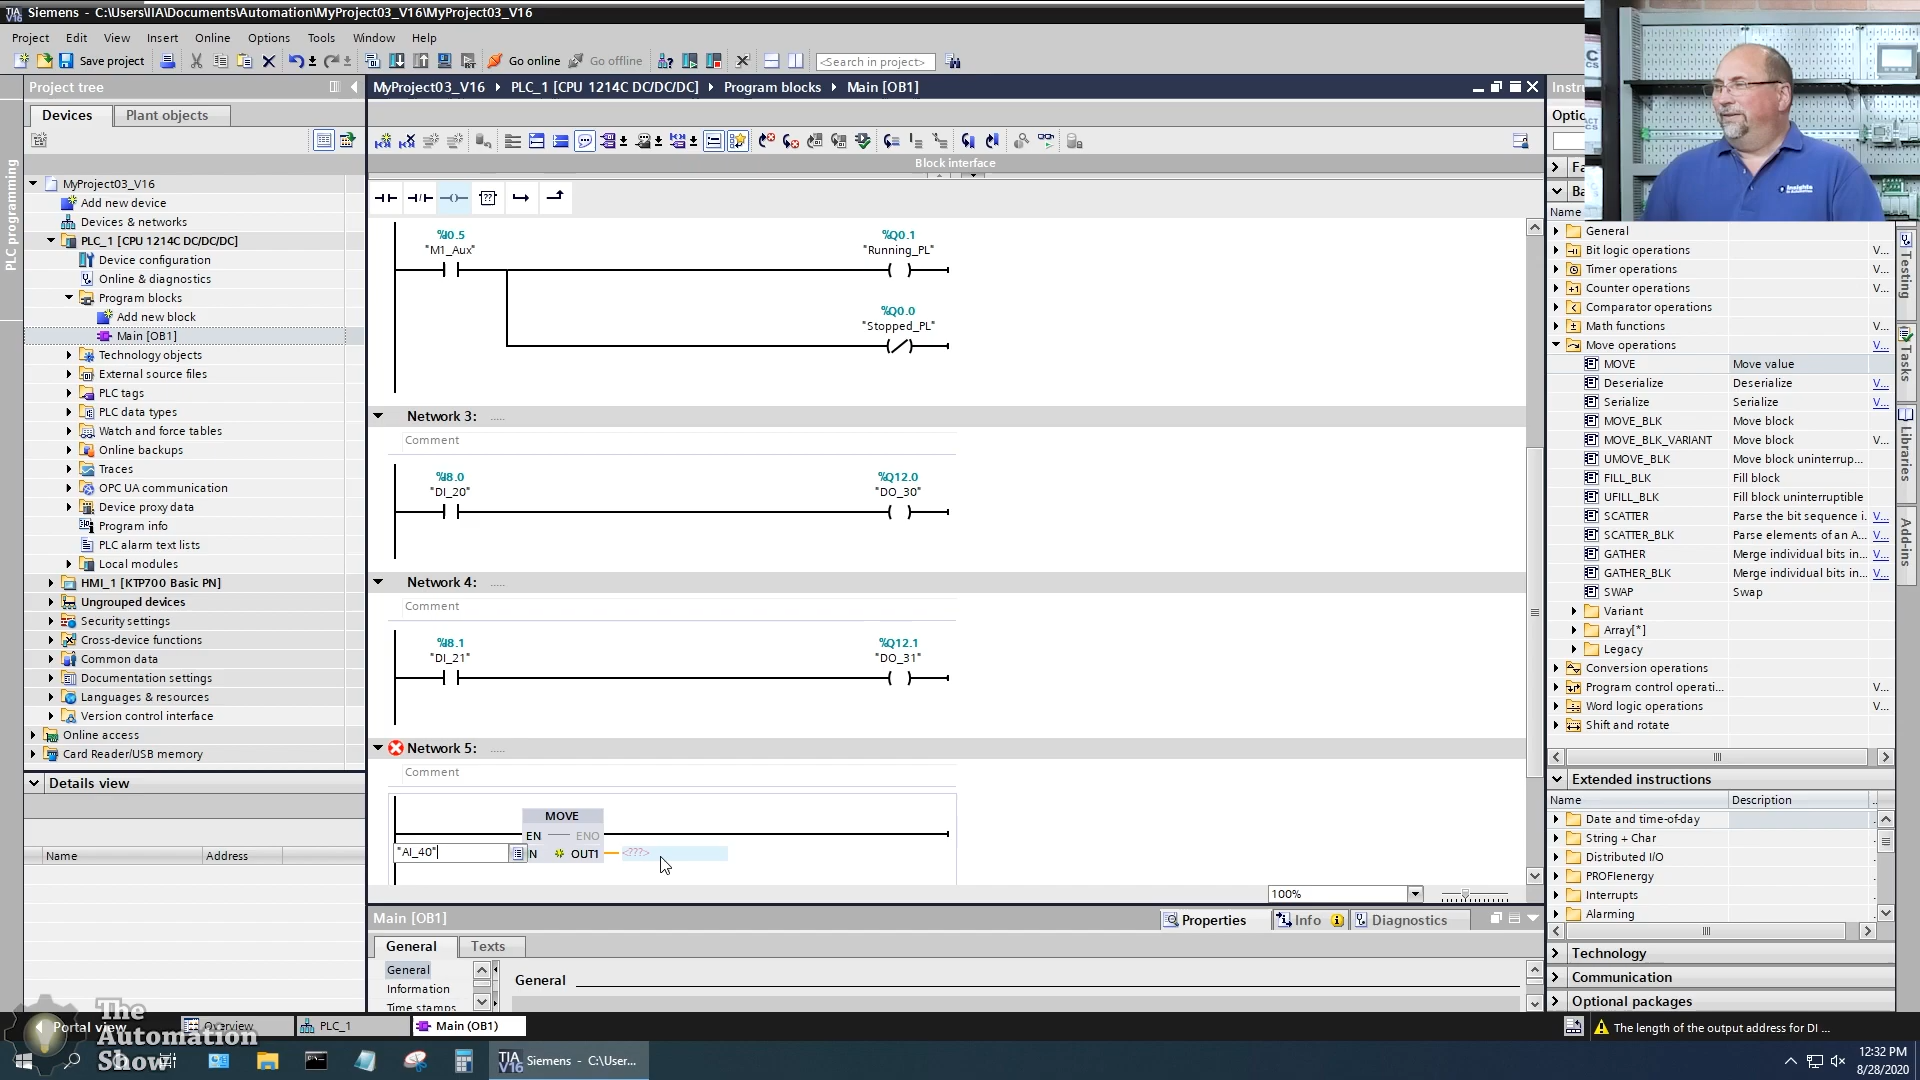 Siemens - C:\Users\IIA\Documents\Automation\MyProject03_V16\MyProject03_V16
Project Edit View Insert Online Options Tools Window Help
Save project
Go online
Go offline
<Search in project>
Project tree
Devices
Plant objects
PLC programming
MyProject03_V16
Add new device
Devices & networks
PLC_1 [CPU 1214C DC/DC/DC]
Device configuration
Online & diagnostics
Program blocks
Add new block
Main [OB1]
Technology objects
External source files
PLC tags
PLC data types
Watch and force tables
Online backups
Traces
OPC UA communication
Device proxy data
Program info
PLC alarm text lists
Local modules
HMI_1 [KTP700 Basic PN]
Ungrouped devices
Security settings
Cross-device functions
Common data
Documentation settings
Languages & resources
Version control interface
Online access
Card Reader/USB memory
Details view
Name Address
MyProject03_V16 PLC_1 [CPU 1214C DC/DC/DC] Program blocks Main [OB1]
Block interface
%I0.5
"M1_Aux"
%Q0.1
"Running_PL"
%Q0.0
"Stopped_PL"
Network 3: .....
Comment
%I8.0
"DI_20"
%Q12.0
"DO_30"
Network 4: .....
Comment
%I8.1
"DI_21"
%Q12.1
"DO_31"
Network 5: .....
Comment
MOVE
EN ENO
"AI_40" N OUT1 <???>
100%
Main [OB1]
Properties Info Diagnostics
General Texts
General
Information
Time stamps
General
Instr
Optio
Fa
Ba
Name
General
Bit logic operations V...
Timer operations V...
Counter operations V...
Comparator operations
Math functions V...
Move operations V...
MOVE Move value
Deserialize Deserialize V...
Serialize Serialize V...
MOVE_BLK Move block
MOVE_BLK_VARIANT Move block V...
UMOVE_BLK Move block uninterrup...
FILL_BLK Fill block
UFILL_BLK Fill block uninterruptible
SCATTER Parse the bit sequence i. V...
SCATTER_BLK Parse elements of an A... V...
GATHER Merge individual bits in... V...
GATHER_BLK Merge individual bits in... V...
SWAP Swap
Variant
Array[*]
Legacy
Conversion operations
Program control operati... V...
Word logic operations V...
Shift and rotate
Extended instructions
Name Description ..
Date and time-of-day
String + Char
Distributed I/O
PROFIenergy
Interrupts
Alarming
Technology
Communication
Optional packages
Testing
Tasks
Libraries
Add-ins
Portal view
Overview
PLC_1
Main (OB1)
The length of the output address for DI ...
The
Automation
Show
TIA V16 Siemens - C:\User...
12:32 PM
8/28/2020